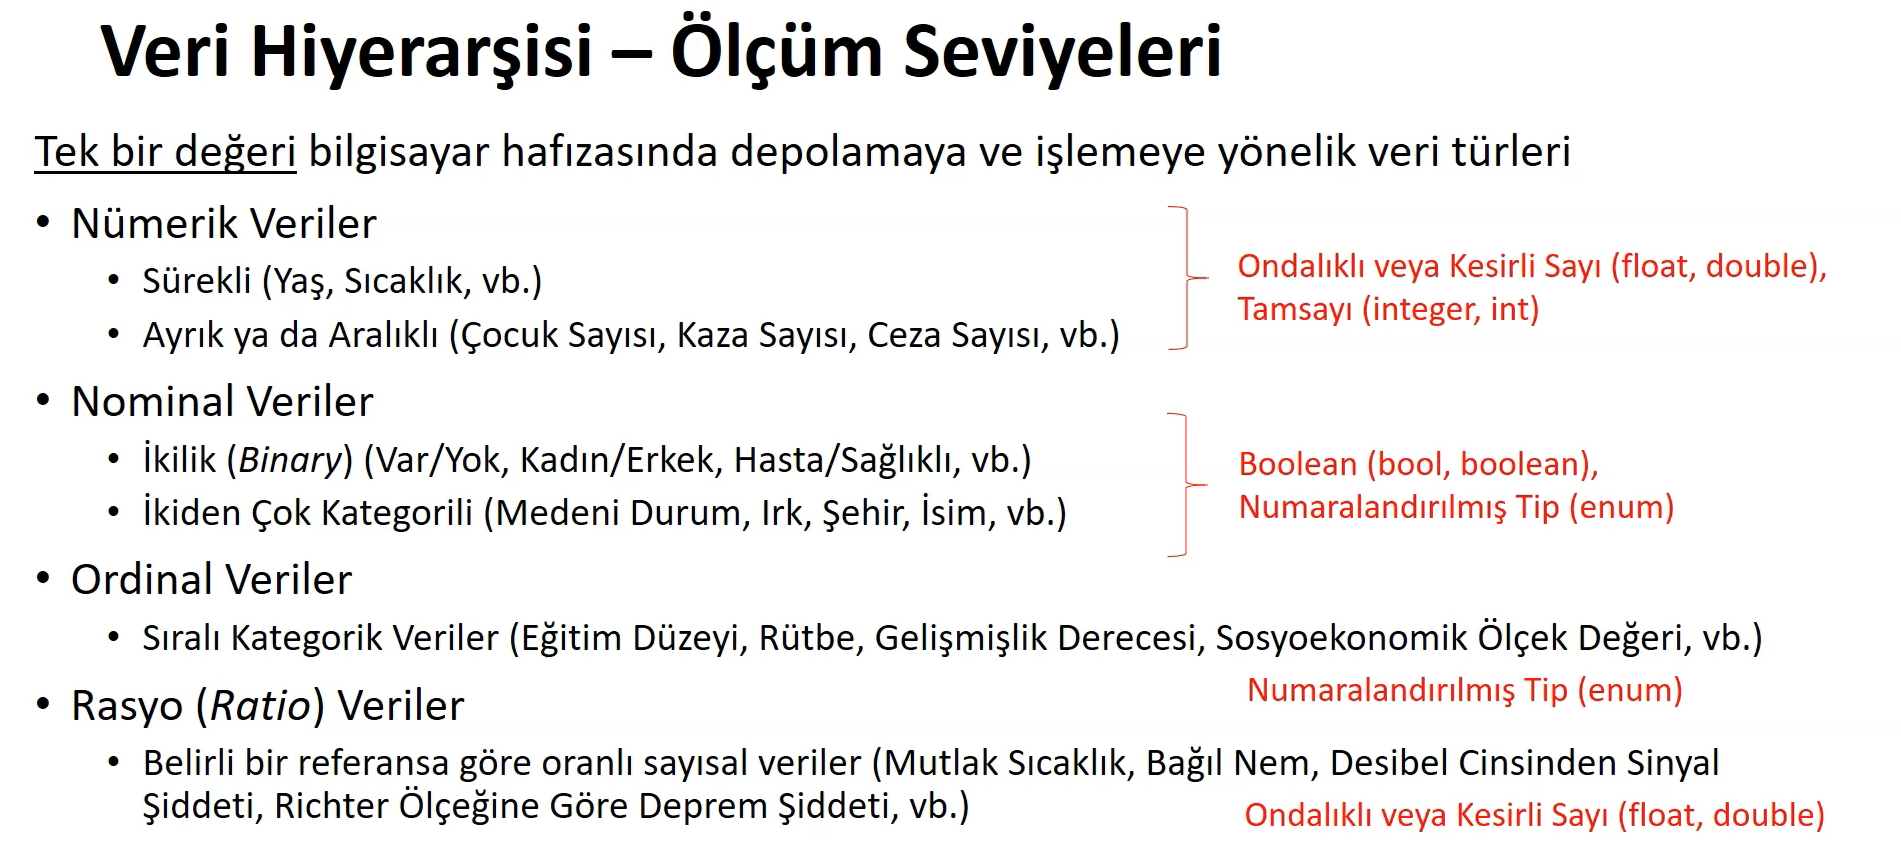 Veri Hiyerarşisi – Ölçüm Seviyeleri
Tek bir değeri bilgisayar hafızasında depolamaya ve işlemeye yönelik veri türleri
• Nümerik Veriler
• Sürekli (Yaş, Sıcaklık, vb.)
• Ayrık ya da Aralıklı (Çocuk Sayısı, Kaza Sayısı, Ceza Sayısı, vb.)
Ondalıklı veya Kesirli Sayı (float, double),
Tamsayı (integer, int)
• Nominal Veriler
• İkilik (Binary) (Var/Yok, Kadın/Erkek, Hasta/Sağlıklı, vb.)
• İkiden Çok Kategorili (Medeni Durum, Irk, Şehir, İsim, vb.)
Boolean (bool, boolean),
Numaralandırılmış Tip (enum)
• Ordinal Veriler
• Sıralı Kategorik Veriler (Eğitim Düzeyi, Rütbe, Gelişmişlik Derecesi, Sosyoekonomik Ölçek Değeri, vb.)
Numaralandırılmış Tip (enum)
• Rasyo (Ratio) Veriler
• Belirli bir referansa göre oranlı sayısal veriler (Mutlak Sıcaklık, Bağıl Nem, Desibel Cinsinden Sinyal
Şiddeti, Richter Ölçeğine Göre Deprem Şiddeti, vb.)
Ondalıklı veya Kesirli Sayı (float, double)